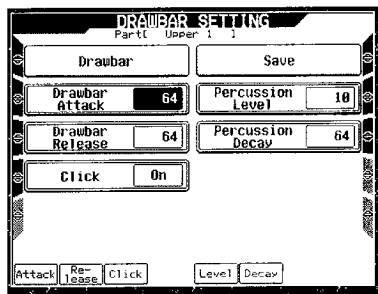 DRAWBAR SETTING
Part[ Upper 1 ]
Drawbar
Save
Drawbar Attack 64
Percussion Level 10
Drawbar Release 64
Percussion Decay 64
Click On
Attack Re-lease Click Level Decay